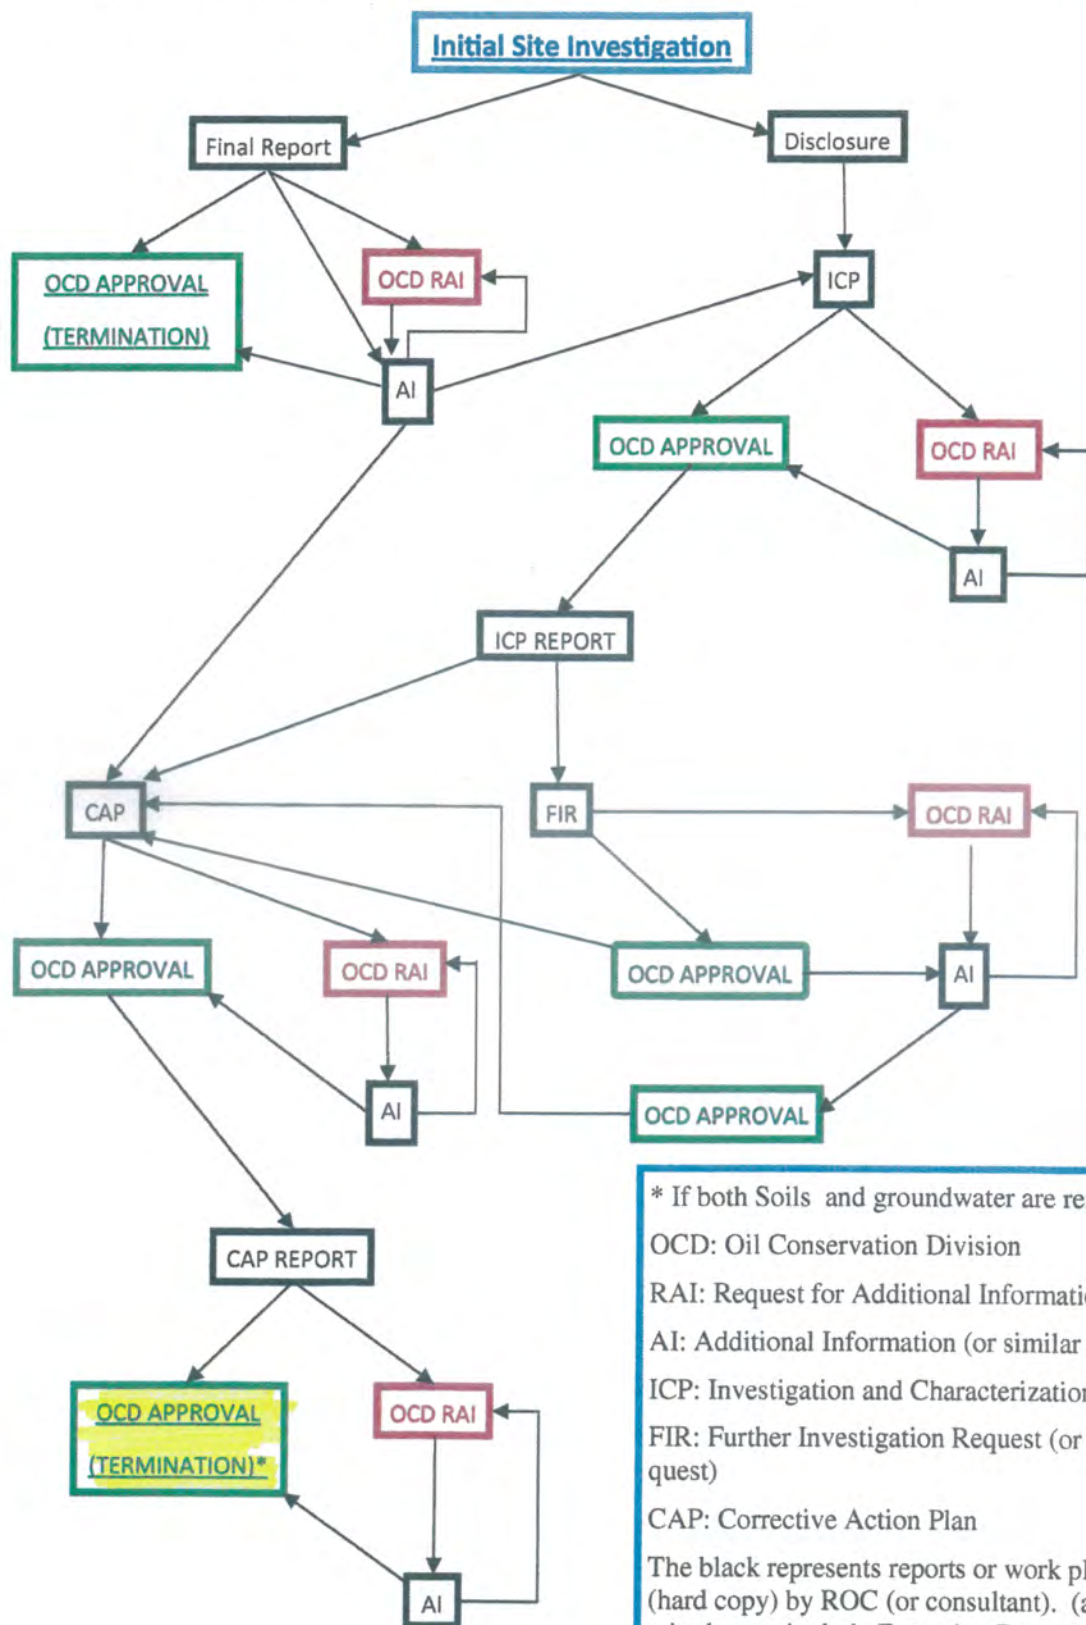 Initial Site Investigation
Final Report
Disclosure
OCD APPROVAL
(TERMINATION)
OCD RAI
ICP
AI
OCD APPROVAL
OCD RAI
AI
ICP REPORT
CAP
FIR
OCD RAI
OCD APPROVAL
OCD RAI
OCD APPROVAL
AI
AI
OCD APPROVAL
CAP REPORT
OCD APPROVAL
(TERMINATION)*
OCD RAI
AI
* If both Soils and groundwater are re
OCD: Oil Conservation Division
RAI: Request for Additional Informati
AI: Additional Information (or similar
ICP: Investigation and Characterization
FIR: Further Investigation Request (or
quest)
CAP: Corrective Action Plan
The black represents reports or work pl
(hard copy) by ROC (or consultant). (a